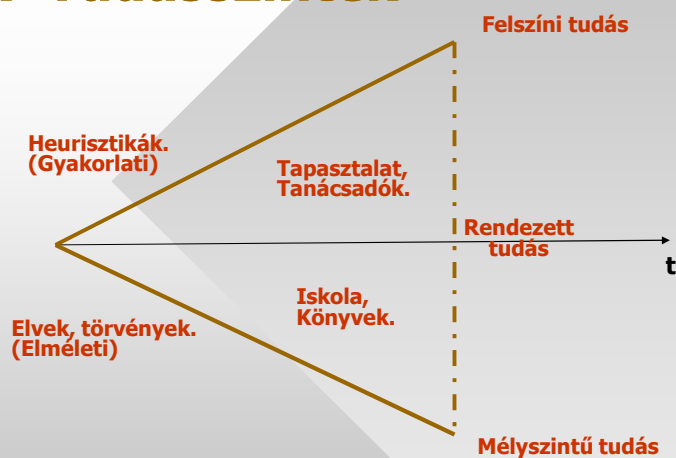 Felszíni tudás
Heurisztikák.
(Gyakorlati)
Tapasztalat,
Tanácsadók.
Rendezett
tudás
t
Iskola,
Könyvek.
Elvek, törvények.
(Elméleti)
Mélyszintű tudás